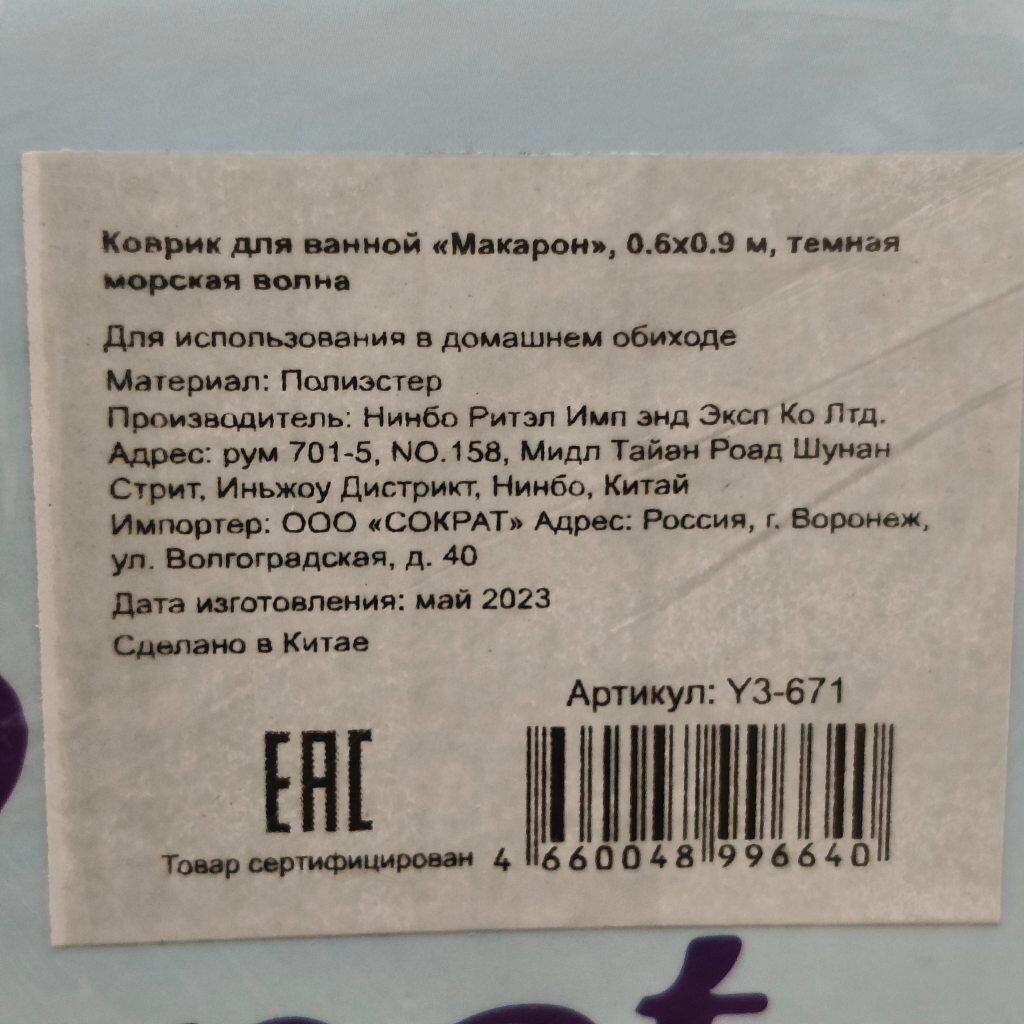 Коврик для ванной «Макарон», 0.6х0.9 м, темная
морская волна
Для использования в домашнем обиходе
Материал: Полиэстер
Производитель: Нинбо Ритэл Имп энд Эксп Ко Лтд.
Адрес: рум 701-5, NO.158, Мидл Тайан Роад Шунан
Стрит, Иньжоу Дистрикт, Нинбо, Китай
Импортер: ООО «СОКРАТ» Адрес: Россия, г. Воронеж,
ул. Волгоградская, д. 40
Дата изготовления: май 2023
Сделано в Китае
Артикул: Y3-671
EAC
Товар сертифицирован
4 660048 996640